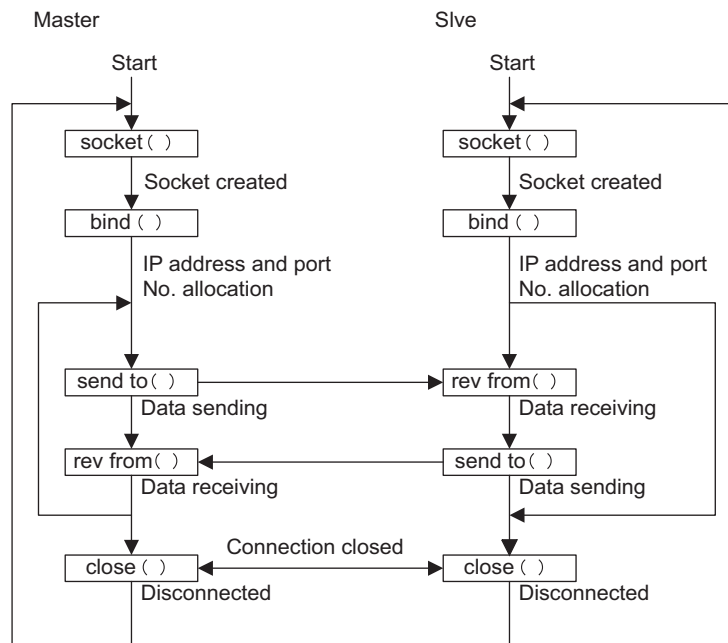 Master
Slve
Start
Start
socket( )
socket( )
Socket created
Socket created
bind( )
bind( )
IP address and port
No. allocation
IP address and port
No. allocation
send to( )
rev from( )
Data sending
Data receiving
rev from( )
send to( )
Data receiving
Data sending
Connection closed
close( )
close( )
Disconnected
Disconnected